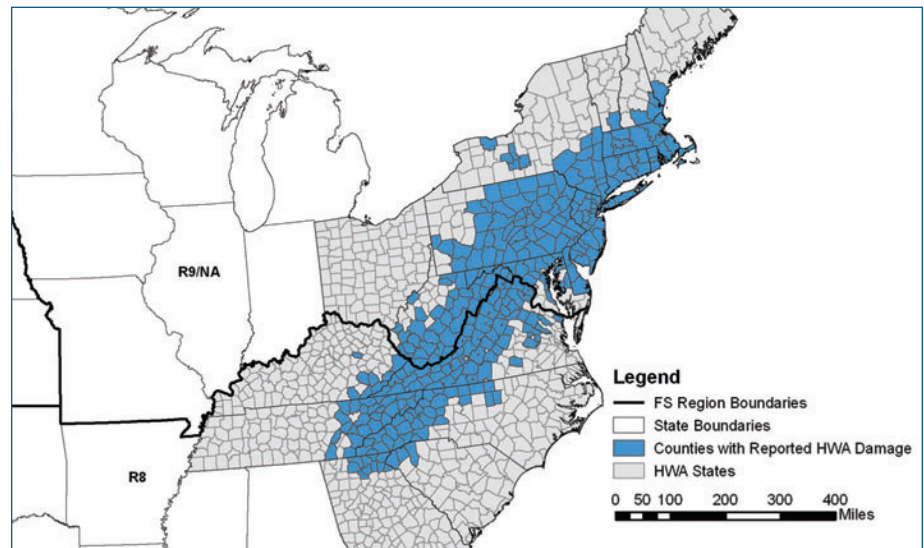 R9/NA
R8
Legend
FS Region Boundaries
State Boundaries
Counties with Reported HWA Damage
HWA States
0 50 100 200 300 400
Miles